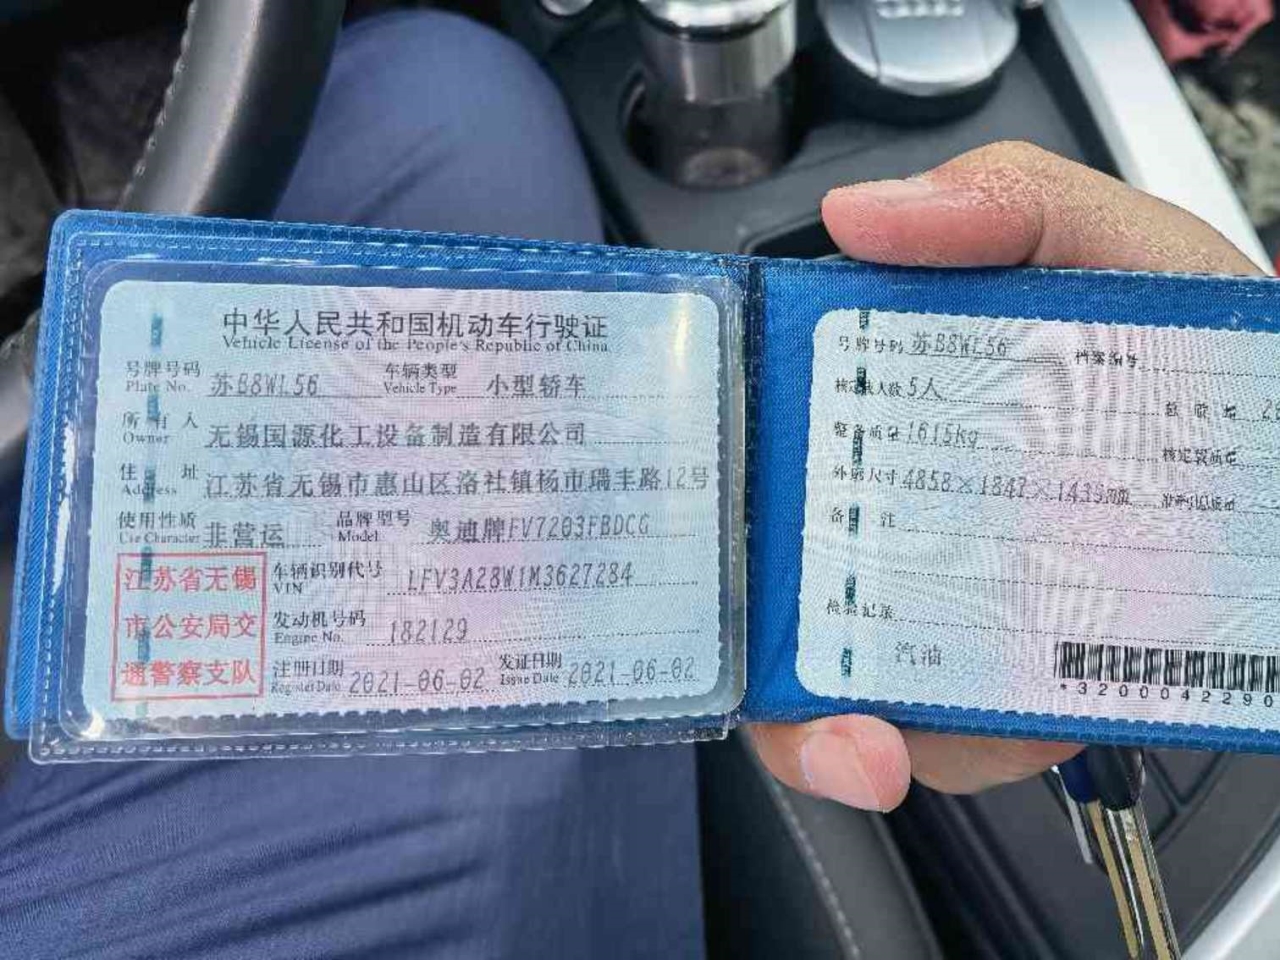 中华人民共和国机动车行驶证
Vehicle License of the People's Republic of China
号牌号码 苏B8WL56 车辆类型 小型轿车
Plate No. Vehicle Type
所有人 无锡国源化工设备制造有限公司
Owner
住址 江苏省无锡市惠山区洛社镇杨市瑞丰路12号
Address
使用性质 非营运 品牌型号 奥迪牌FV7203FBDCG
Use Character Model
江苏省无锡
市公安局交
通警察支队
车辆识别代号 LFV3A28W1M3627284
VIN
发动机号码 182129
Engine No.
注册日期 2021-06-02 发证日期 2021-06-02
Register Date Issue Date
号牌号码 苏B8WL56 档案编号
核定载人数 5人 总质量
整备质量 1615kg 核定载质量
外廓尺寸 4858×1847×1439mm 准牵引总质量
备注
检验记录
汽油
*3200042290